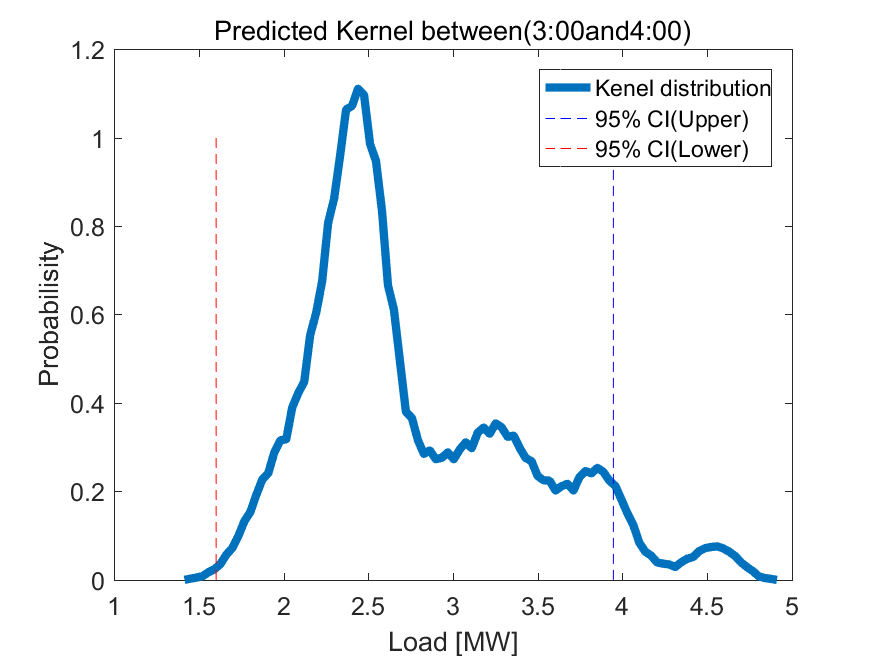 Predicted Kernel between(3:00and4:00)
1.2
1
0.8
0.6
0.4
0.2
0
Probabilisity
Kenel distribution
95% CI(Upper)
95% CI(Lower)
1
1.5
2
2.5
3
3.5
4
4.5
5
Load [MW]